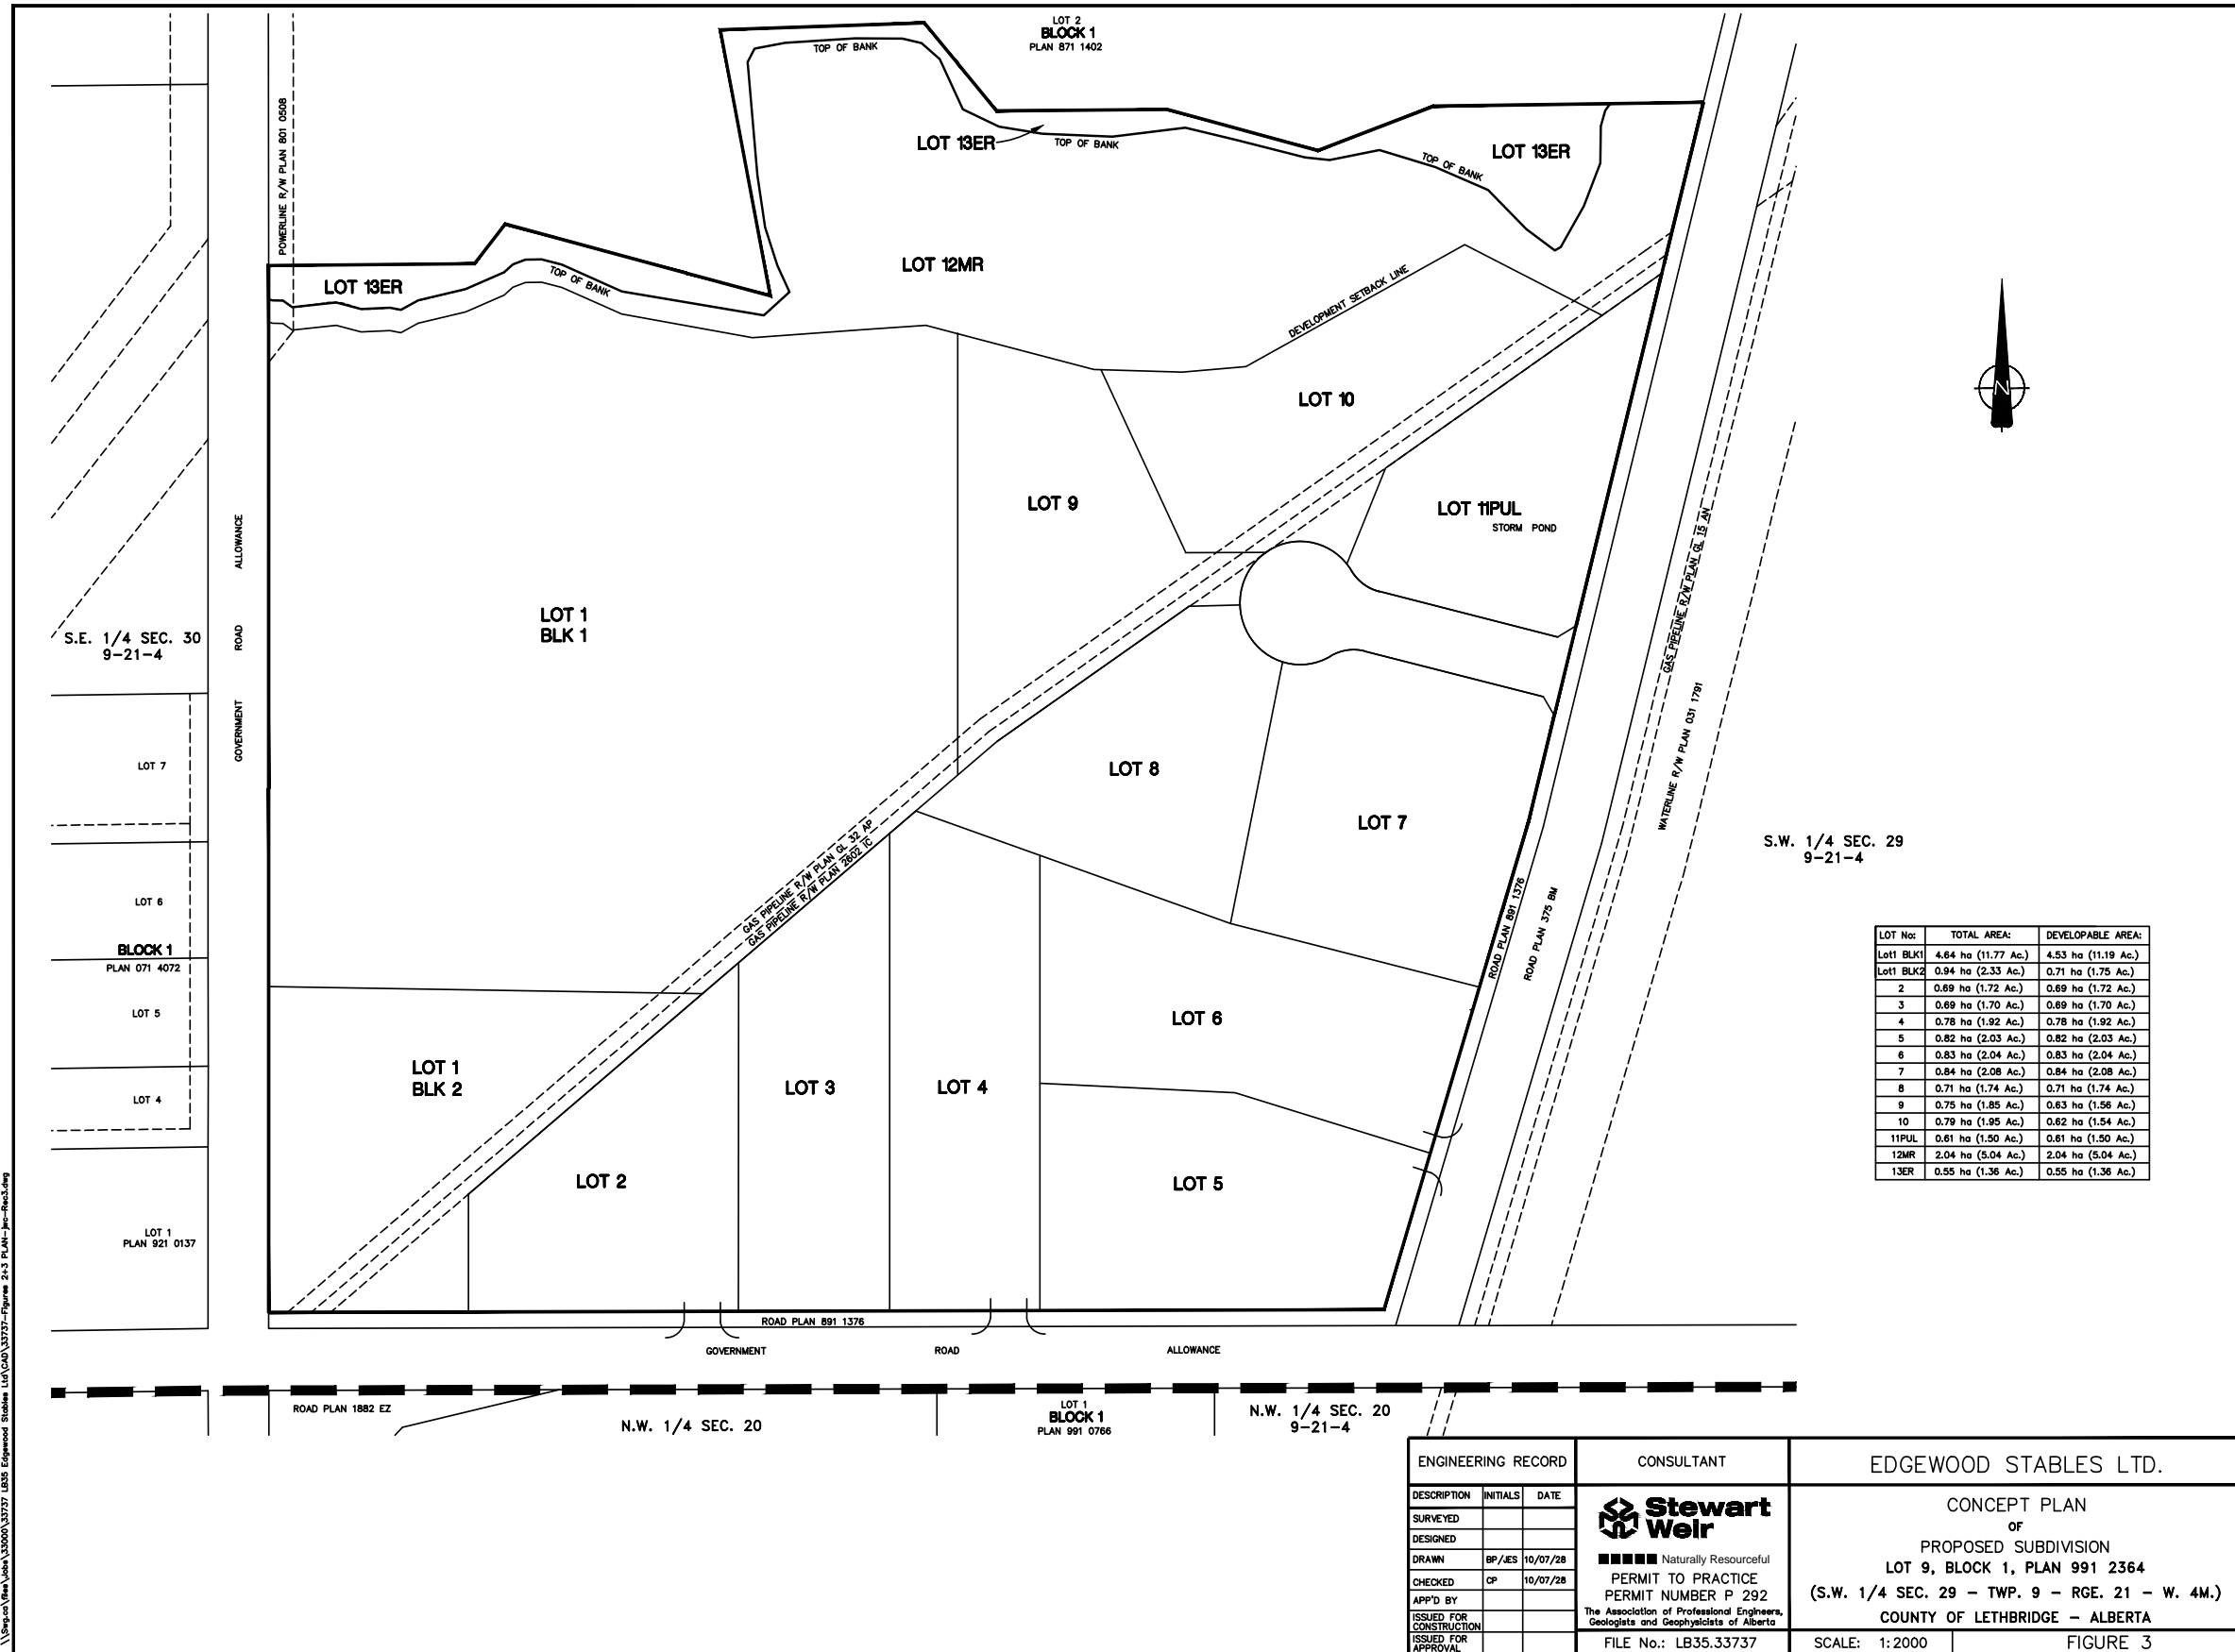 LOT 2
BLOCK 1
PLAN 871 1402
TOP OF BANK
POWERLINE R/W PLAN 801 0508
LOT 13ER
TOP OF BANK
LOT 13ER
TOP OF BANK
LOT 12MR
LOT 13ER
TOP OF BANK
DEVELOPMENT SETBACK LINE
LOT 10
N
LOT 9
LOT 11PUL
STORM POND
GOVERNMENT ROAD ALLOWANCE
LOT 1
BLK 1
S.E. 1/4 SEC. 30
9-21-4
GAS PIPELINE R/W PLAN GL 15 AN
WATERLINE R/W PLAN 031 1791
LOT 7
LOT 8
LOT 7
GAS PIPELINE R/W PLAN GL 32 AP
GAS PIPELINE R/W PLAN 2602 IC
S.W. 1/4 SEC. 29
9-21-4
LOT 6
BLOCK 1
PLAN 071 4072
ROAD PLAN 891 1376
ROAD PLAN 375 BM
LOT 5
LOT 6
LOT 1
BLK 2
LOT 3
LOT 4
LOT 4
LOT 2
LOT 5
LOT 1
PLAN 921 0137
LOT No: TOTAL AREA: DEVELOPABLE AREA:
Lot1 BLK1 4.64 ha (11.77 Ac.) 4.53 ha (11.19 Ac.)
Lot1 BLK2 0.94 ha (2.33 Ac.) 0.71 ha (1.75 Ac.)
2 0.69 ha (1.72 Ac.) 0.69 ha (1.72 Ac.)
3 0.69 ha (1.70 Ac.) 0.69 ha (1.70 Ac.)
4 0.78 ha (1.92 Ac.) 0.78 ha (1.92 Ac.)
5 0.82 ha (2.03 Ac.) 0.82 ha (2.03 Ac.)
6 0.83 ha (2.04 Ac.) 0.83 ha (2.04 Ac.)
7 0.84 ha (2.08 Ac.) 0.84 ha (2.08 Ac.)
8 0.71 ha (1.74 Ac.) 0.71 ha (1.74 Ac.)
9 0.75 ha (1.85 Ac.) 0.63 ha (1.56 Ac.)
10 0.79 ha (1.95 Ac.) 0.62 ha (1.54 Ac.)
11PUL 0.61 ha (1.50 Ac.) 0.61 ha (1.50 Ac.)
12MR 2.04 ha (5.04 Ac.) 2.04 ha (5.04 Ac.)
13ER 0.55 ha (1.36 Ac.) 0.55 ha (1.36 Ac.)
ROAD PLAN 891 1376
GOVERNMENT ROAD ALLOWANCE
ROAD PLAN 1882 EZ
N.W. 1/4 SEC. 20
LOT 1
BLOCK 1
PLAN 991 0766
N.W. 1/4 SEC. 20
9-21-4
\\Sweg.ca\files\Jobs\33000\33737 LB35 Edgewood Stables Ltd\CAD\33737-Figures 2+3 PLAN-jwc-Rec3.dwg
ENGINEERING RECORD
DESCRIPTION INITIALS DATE
SURVEYED
DESIGNED
DRAWN BP/JES 10/07/28
CHECKED CP 10/07/28
APP'D BY
ISSUED FOR
CONSTRUCTION
ISSUED FOR
APPROVAL
CONSULTANT
Stewart
Weir
Naturally Resourceful
PERMIT TO PRACTICE
PERMIT NUMBER P 292
The Association of Professional Engineers,
Geologists and Geophysicists of Alberta
FILE No.: LB35.33737
EDGEWOOD STABLES LTD.
CONCEPT PLAN
OF
PROPOSED SUBDIVISION
LOT 9, BLOCK 1, PLAN 991 2364
(S.W. 1/4 SEC. 29 - TWP. 9 - RGE. 21 - W. 4M.)
COUNTY OF LETHBRIDGE - ALBERTA
SCALE: 1:2000
FIGURE 3